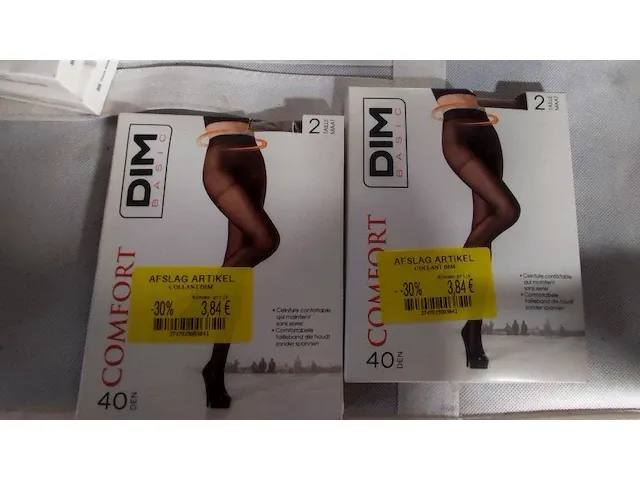 DIM
BASIC
2
TAILLE
MAAT
COMFORT
AFSLAG ARTIKEL
COLLANT DIM
-30%
3,84 €
• Ceinture confortable
qui maintient
sans serrer
• Comfortabele
tailleband die houdt
zonder spannen
40
DEN
DIM
BASIC
2
TAILLE
MAAT
COMFORT
AFSLAG ARTIKEL
COLLANT DIM
-30%
3,84 €
• Ceinture confortable
qui maintient
sans serrer
• Comfortabele
tailleband die houdt
zonder spannen
40
DEN